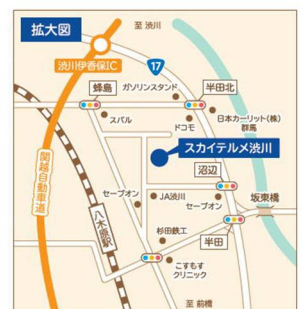 拡大図
至 渋川
渋川伊香保IC
17
蜂島
ガソリンスタンド
半田北
スバル
ドコモ
日本カーリット(株)
群馬
スカイテルメ渋川
沼辺
関越自動車道
八木原駅
セーブオン
JA渋川
セーブオン
坂東橋
杉田鉄工
半田
こすもす
クリニック
至 前橋